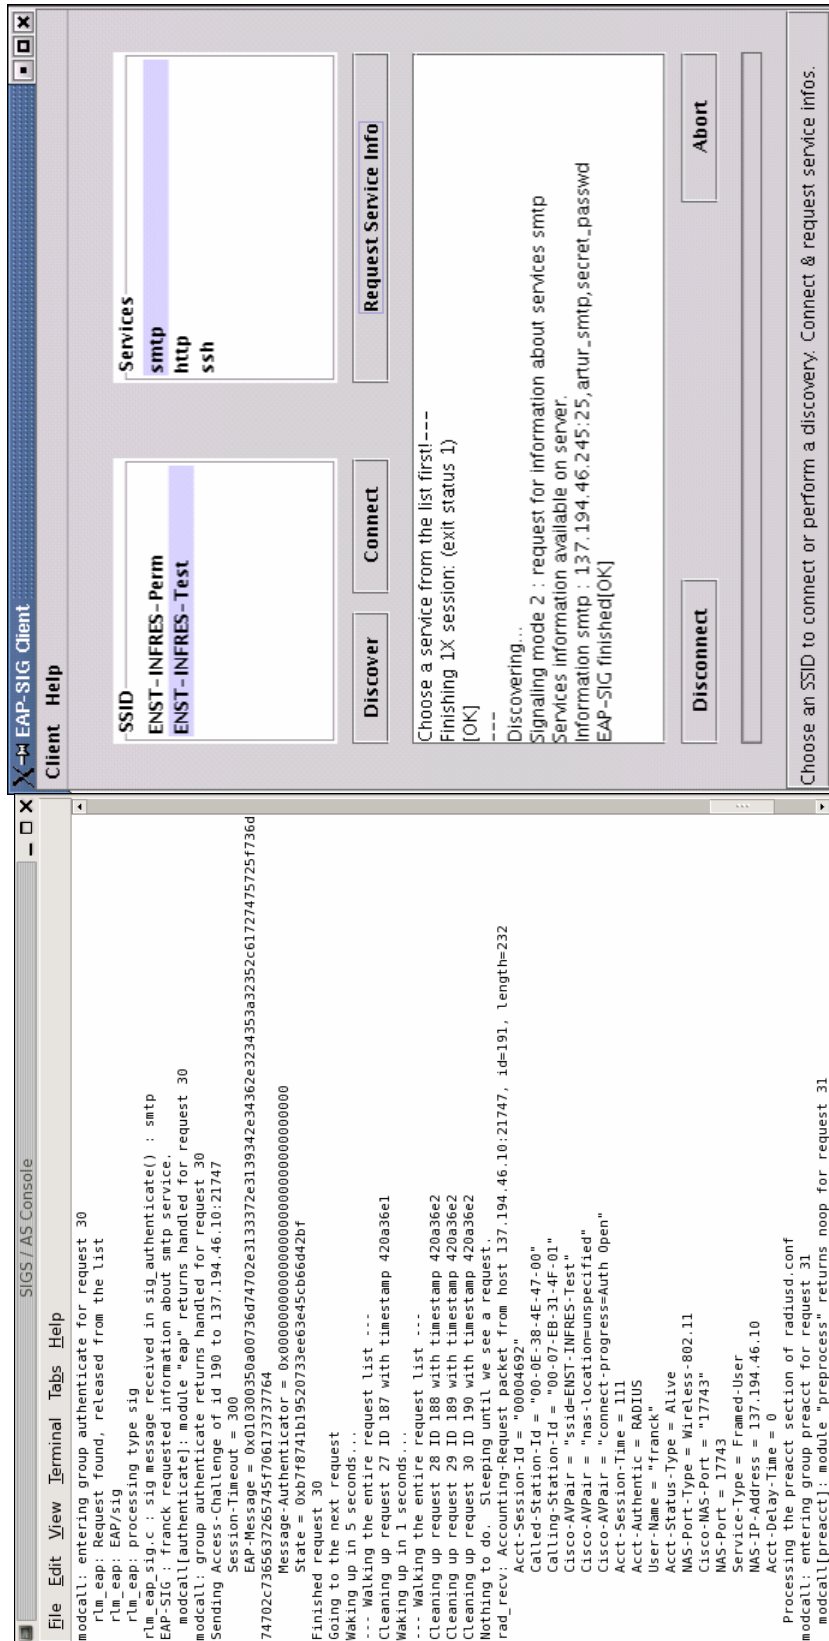 SIGS / AS Console
File Edit View Terminal Tabs Help
modcall: entering group authenticate for request 30
rlm_eap: Request found, released from the list
rlm_eap: EAP/sig
rlm_eap: processing type sig
rlm_eap_sig.c : sig message received in sig_authenticate() : smtp
EAP-SIG : franck requested information about smtp service.
modcall[authenticate]: module "eap" returns handled for request 30
modcall: group authenticate returns handled for request 30
Sending Access-Challenge of id 190 to 137.194.46.10:21747
Session-Timeout = 300
EAP-Message = 0x010300350a00736d74702e3133372e3139342e34362e3234353a32352c61727475725f736d
74702c7365637265745f706173737764
Message-Authenticator = 0x00000000000000000000000000000000
State = 0xb7f8741b19520733ee63e45cb66d42bf
Finished request 30
Going to the next request
Waking up in 5 seconds...
--- Walking the entire request list ---
Cleaning up request 27 ID 187 with timestamp 420a36e1
Waking up in 1 seconds...
--- Walking the entire request list ---
Cleaning up request 28 ID 188 with timestamp 420a36e2
Cleaning up request 29 ID 189 with timestamp 420a36e2
Cleaning up request 30 ID 190 with timestamp 420a36e2
Nothing to do. Sleeping until we see a request.
rad_recv: Accounting-Request packet from host 137.194.46.10:21747, id=191, length=232
Acct-Session-Id = "00004692"
Called-Station-Id = "00-0E-38-4E-47-00"
Calling-Station-Id = "00-07-EB-31-4F-01"
Cisco-AVPair = "ssid=ENST-INFRES-Test"
Cisco-AVPair = "nas-location=unspecified"
Cisco-AVPair = "connect-progress=Auth Open"
Acct-Session-Time = 111
Acct-Authentic = RADIUS
User-Name = "franck"
Acct-Status-Type = Alive
NAS-Port-Type = Wireless-802.11
Cisco-NAS-Port = "17743"
NAS-Port = 17743
Service-Type = Framed-User
NAS-IP-Address = 137.194.46.10
Acct-Delay-Time = 0
Processing the preacct section of radiusd.conf
modcall: entering group preacct for request 31
modcall[preacct]: module "preprocess" returns noop for request 31
EAP-SIG Client
Client Help
SSID
ENST-INFRES-Perm
ENST-INFRES-Test
Services
smtp
http
ssh
Discover Connect Request Service Info
Choose a service from the list first!---
Finishing 1X session: (exit status 1)
[OK]
---
Discovering...
Signaling mode 2 : request for information about services smtp
Services information available on server.
Information smtp : 137.194.46.245:25,artur_smtp,secret_passwd
EAP-SIG finished[OK]
Disconnect Abort
Choose an SSID to connect or perform a discovery. Connect & request service infos.